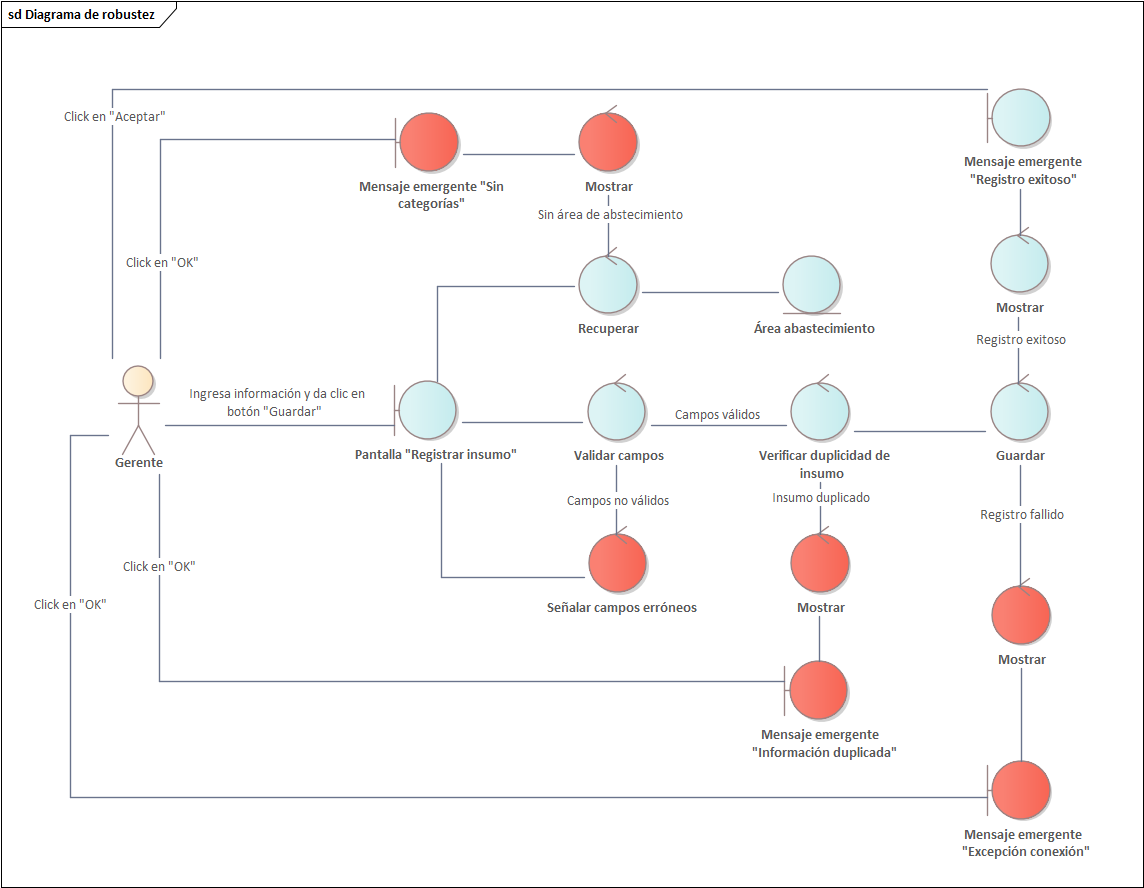 sd Diagrama de robustez
Click en "Aceptar"
Mensaje emergente "Sin
categorías"
Mostrar
Mensaje emergente
"Registro exitoso"
Sin área de abstecimiento
Click en "OK"
Recuperar
Área abastecimiento
Mostrar
Registro exitoso
Ingresa información y da clic en
botón "Guardar"
Campos válidos
Gerente
Pantalla "Registrar insumo"
Validar campos
Verificar duplicidad de
insumo
Guardar
Campos no válidos
Insumo duplicado
Registro fallido
Click en "OK"
Click en "OK"
Señalar campos erróneos
Mostrar
Mostrar
Mensaje emergente
"Información duplicada"
Mensaje emergente
"Excepción conexión"